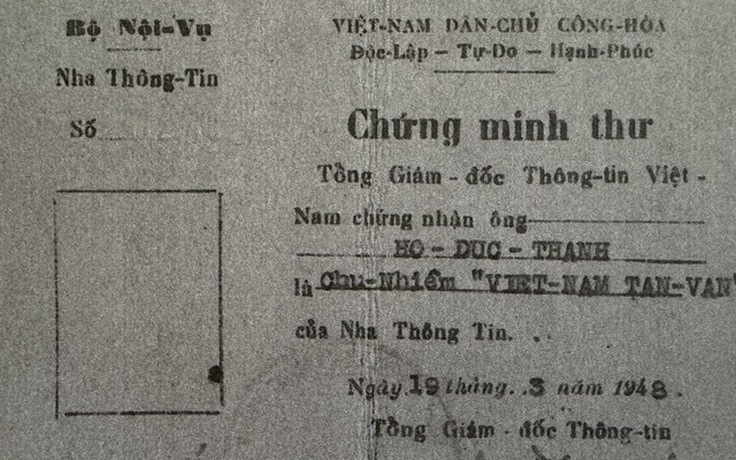 Bộ Nội-Vụ
Nha Thông-Tin
Số
VIỆT-NAM DÂN-CHỦ CÔNG-HÒA
Độc-Lập — Tự-Do — Hạnh-Phúc
Chứng minh thư
Tổng Giám - đốc Thông-tin Việt -
Nam chứng nhận ông
HO - DUC - THANH
là Chu-Nhiêm "VIET-NAM TAN-VAN"
của Nha Thông Tin.
Ngày 19 tháng 3 năm 1948.
Tổng Giám - đốc Thông-tin